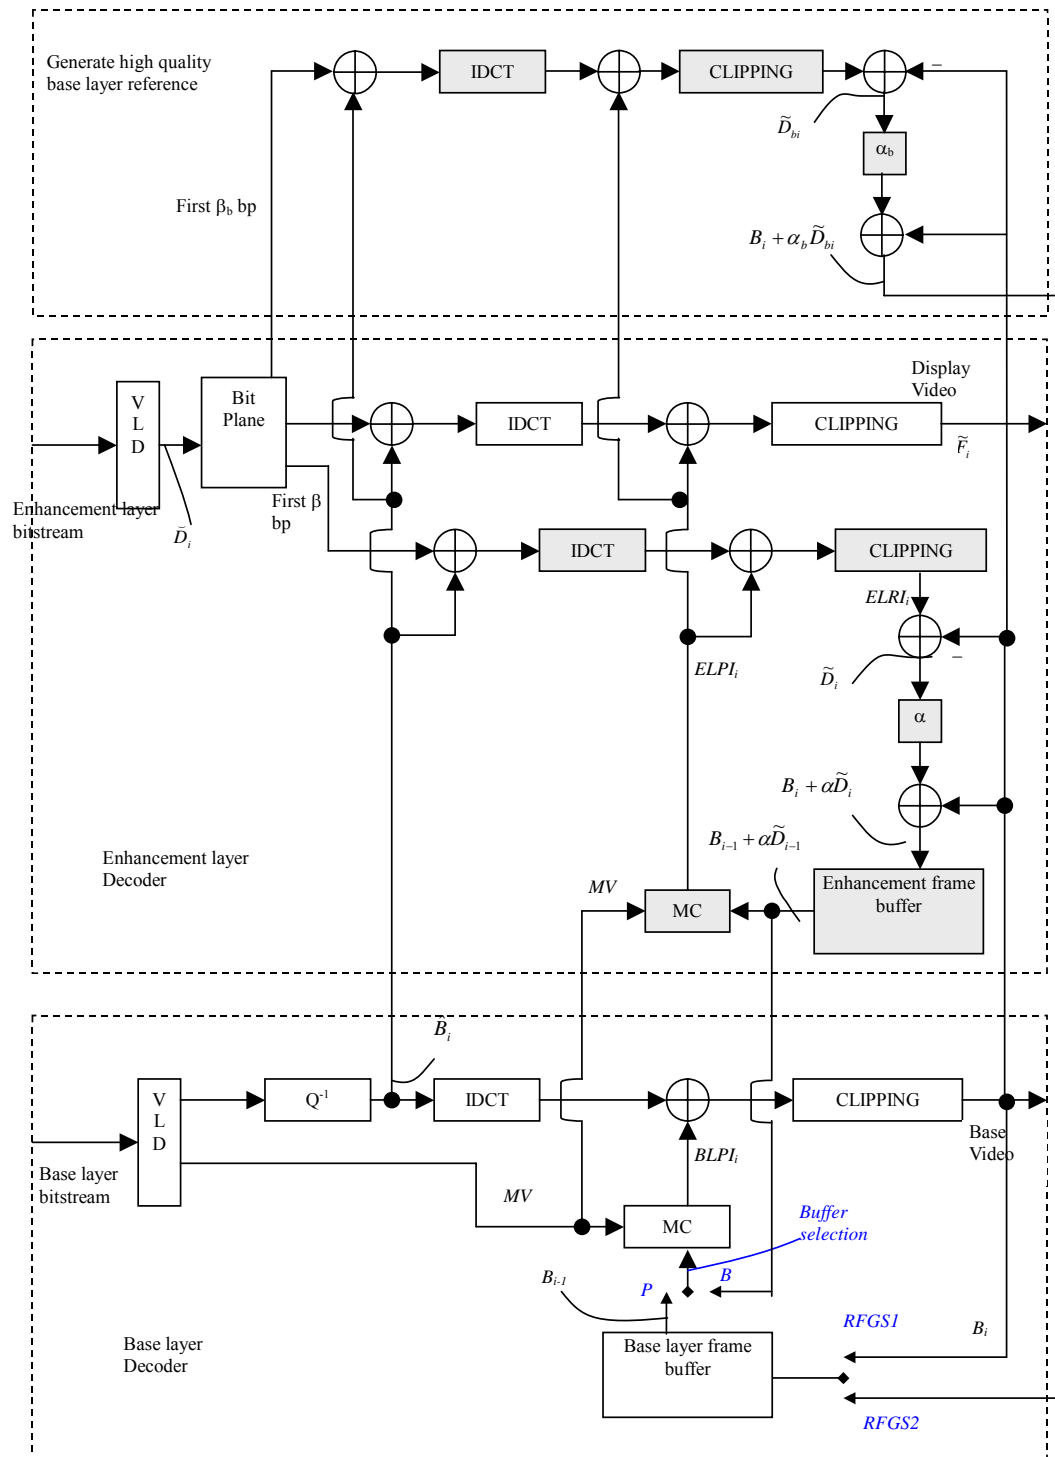 Generate high quality
base layer reference
IDCT
CLIPPING
−
D̃bi
αb
First βb bp
Bi + αb D̃bi
V
L
D
Bit
Plane
IDCT
CLIPPING
Display
Video
F̃i
Enhancement layer
bitstream
D̆i
First β
bp
IDCT
CLIPPING
ELRIi
−
ELPIi
D̃i
α
Bi + αD̃i
Bi−1 + αD̃i−1
Enhancement layer
Decoder
MV
MC
Enhancement frame
buffer
B̂i
V
L
D
Q-1
IDCT
CLIPPING
Base
Video
Base layer
bitstream
BLPIi
MV
MC
Buffer
selection
Bi-1
P
B
RFGS1
Bi
Base layer
Decoder
Base layer frame
buffer
RFGS2